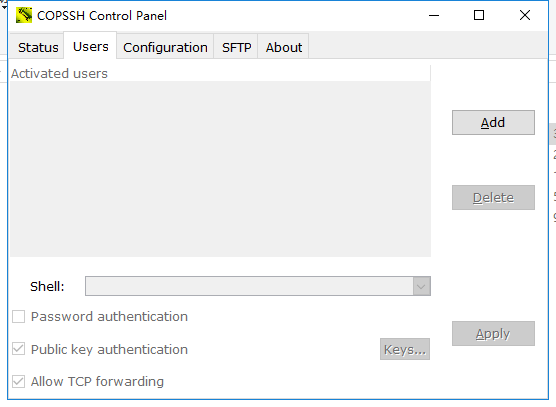 COPSSH Control Panel
Status Users Configuration SFTP About
Activated users
Add
Delete
Shell:
Password authentication
Public key authentication Keys...
Apply
Allow TCP forwarding